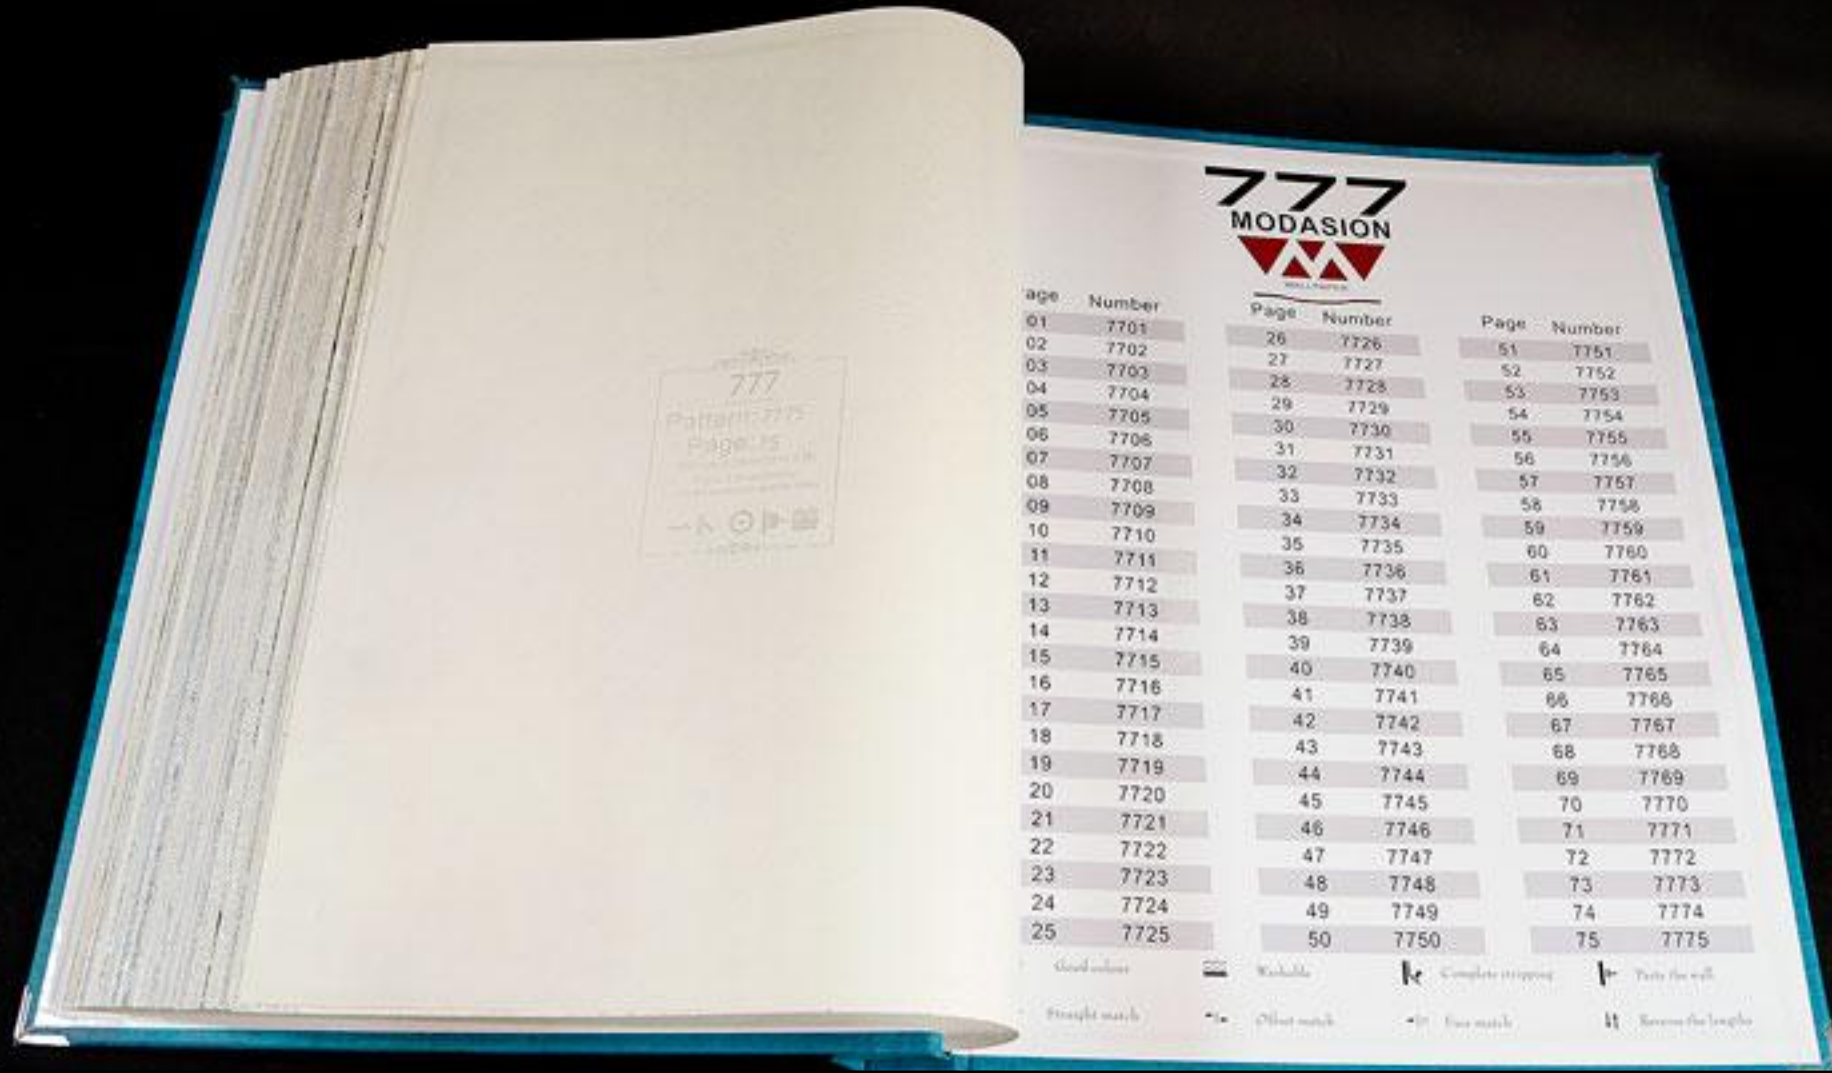 777
Pattern: 7775
Page: 75
777
MODASION
WALLPAPER
age Number Page Number Page Number
01 7701 26 7726 51 7751
02 7702 27 7727 52 7752
03 7703 28 7728 53 7753
04 7704 29 7729 54 7754
05 7705 30 7730 55 7755
06 7706 31 7731 56 7756
07 7707 32 7732 57 7757
08 7708 33 7733 58 7758
09 7709 34 7734 59 7759
10 7710 35 7735 60 7760
11 7711 36 7736 61 7761
12 7712 37 7737 62 7762
13 7713 38 7738 63 7763
14 7714 39 7739 64 7764
15 7715 40 7740 65 7765
16 7716 41 7741 66 7766
17 7717 42 7742 67 7767
18 7718 43 7743 68 7768
19 7719 44 7744 69 7769
20 7720 45 7745 70 7770
21 7721 46 7746 71 7771
22 7722 47 7747 72 7772
23 7723 48 7748 73 7773
24 7724 49 7749 74 7774
25 7725 50 7750 75 7775
Good colour Washable Complete stripping Paste the wall
Straight match Offset match Free match Reverse the lengths